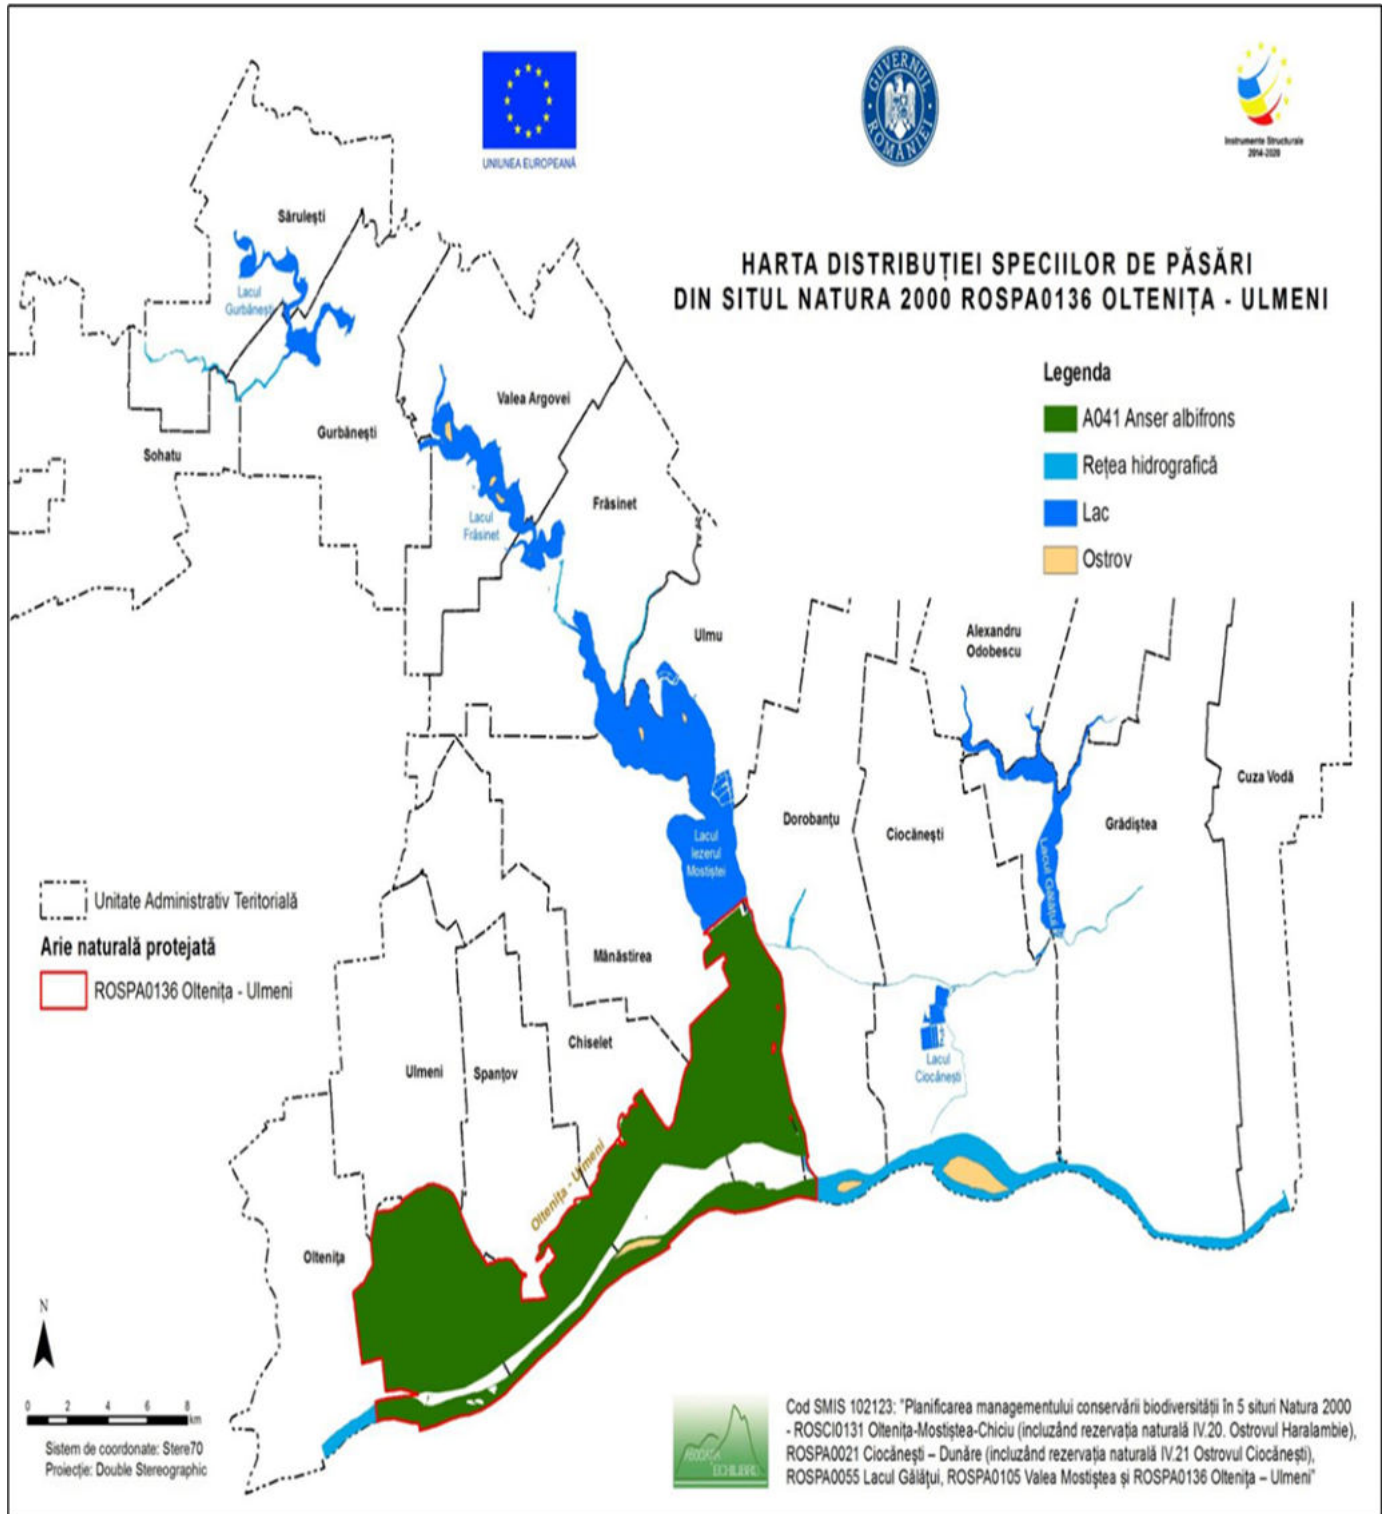 UNIUNEA EUROPEANĂ
GUVERNUL ROMÂNIEI
Instrumente Structurale
2014-2020
HARTA DISTRIBUȚIEI SPECIILOR DE PĂSĂRI
DIN SITUL NATURA 2000 ROSPA0136 OLTENIȚA - ULMENI
Legenda
A041 Anser albifrons
Rețea hidrografică
Lac
Ostrov
Sărulești
Lacul
Gurbănești
Sohatu
Gurbănești
Valea Argovei
Lacul
Frăsinet
Frăsinet
Ulmu
Alexandru
Odobescu
Cuza Vodă
Dorobanțu
Ciocănești
Grădiștea
Lacul
Iezerul
Mostiștei
Lacul Gălățui
Unitate Administrativ Teritorială
Arie naturală protejată
ROSPA0136 Oltenița - Ulmeni
Mănăstirea
Chiselet
Ulmeni
Spanțov
Lacul
Ciocănești
Oltenița - Ulmeni
Oltenița
N
0 2 4 6 8
km
Sistem de coordonate: Stere70
Proiecție: Double Stereographic
ASOCIAȚIA
ECHILIBRU
Cod SMIS 102123: "Planificarea managementului conservării biodiversității în 5 situri Natura 2000
- ROSCI0131 Oltenița-Mostiștea-Chiciu (incluzând rezervația naturală IV.20. Ostrovul Haralambie),
ROSPA0021 Ciocănești – Dunăre (incluzând rezervația naturală IV.21 Ostrovul Ciocănești),
ROSPA0055 Lacul Gălățui, ROSPA0105 Valea Mostiștea și ROSPA0136 Oltenița – Ulmeni"